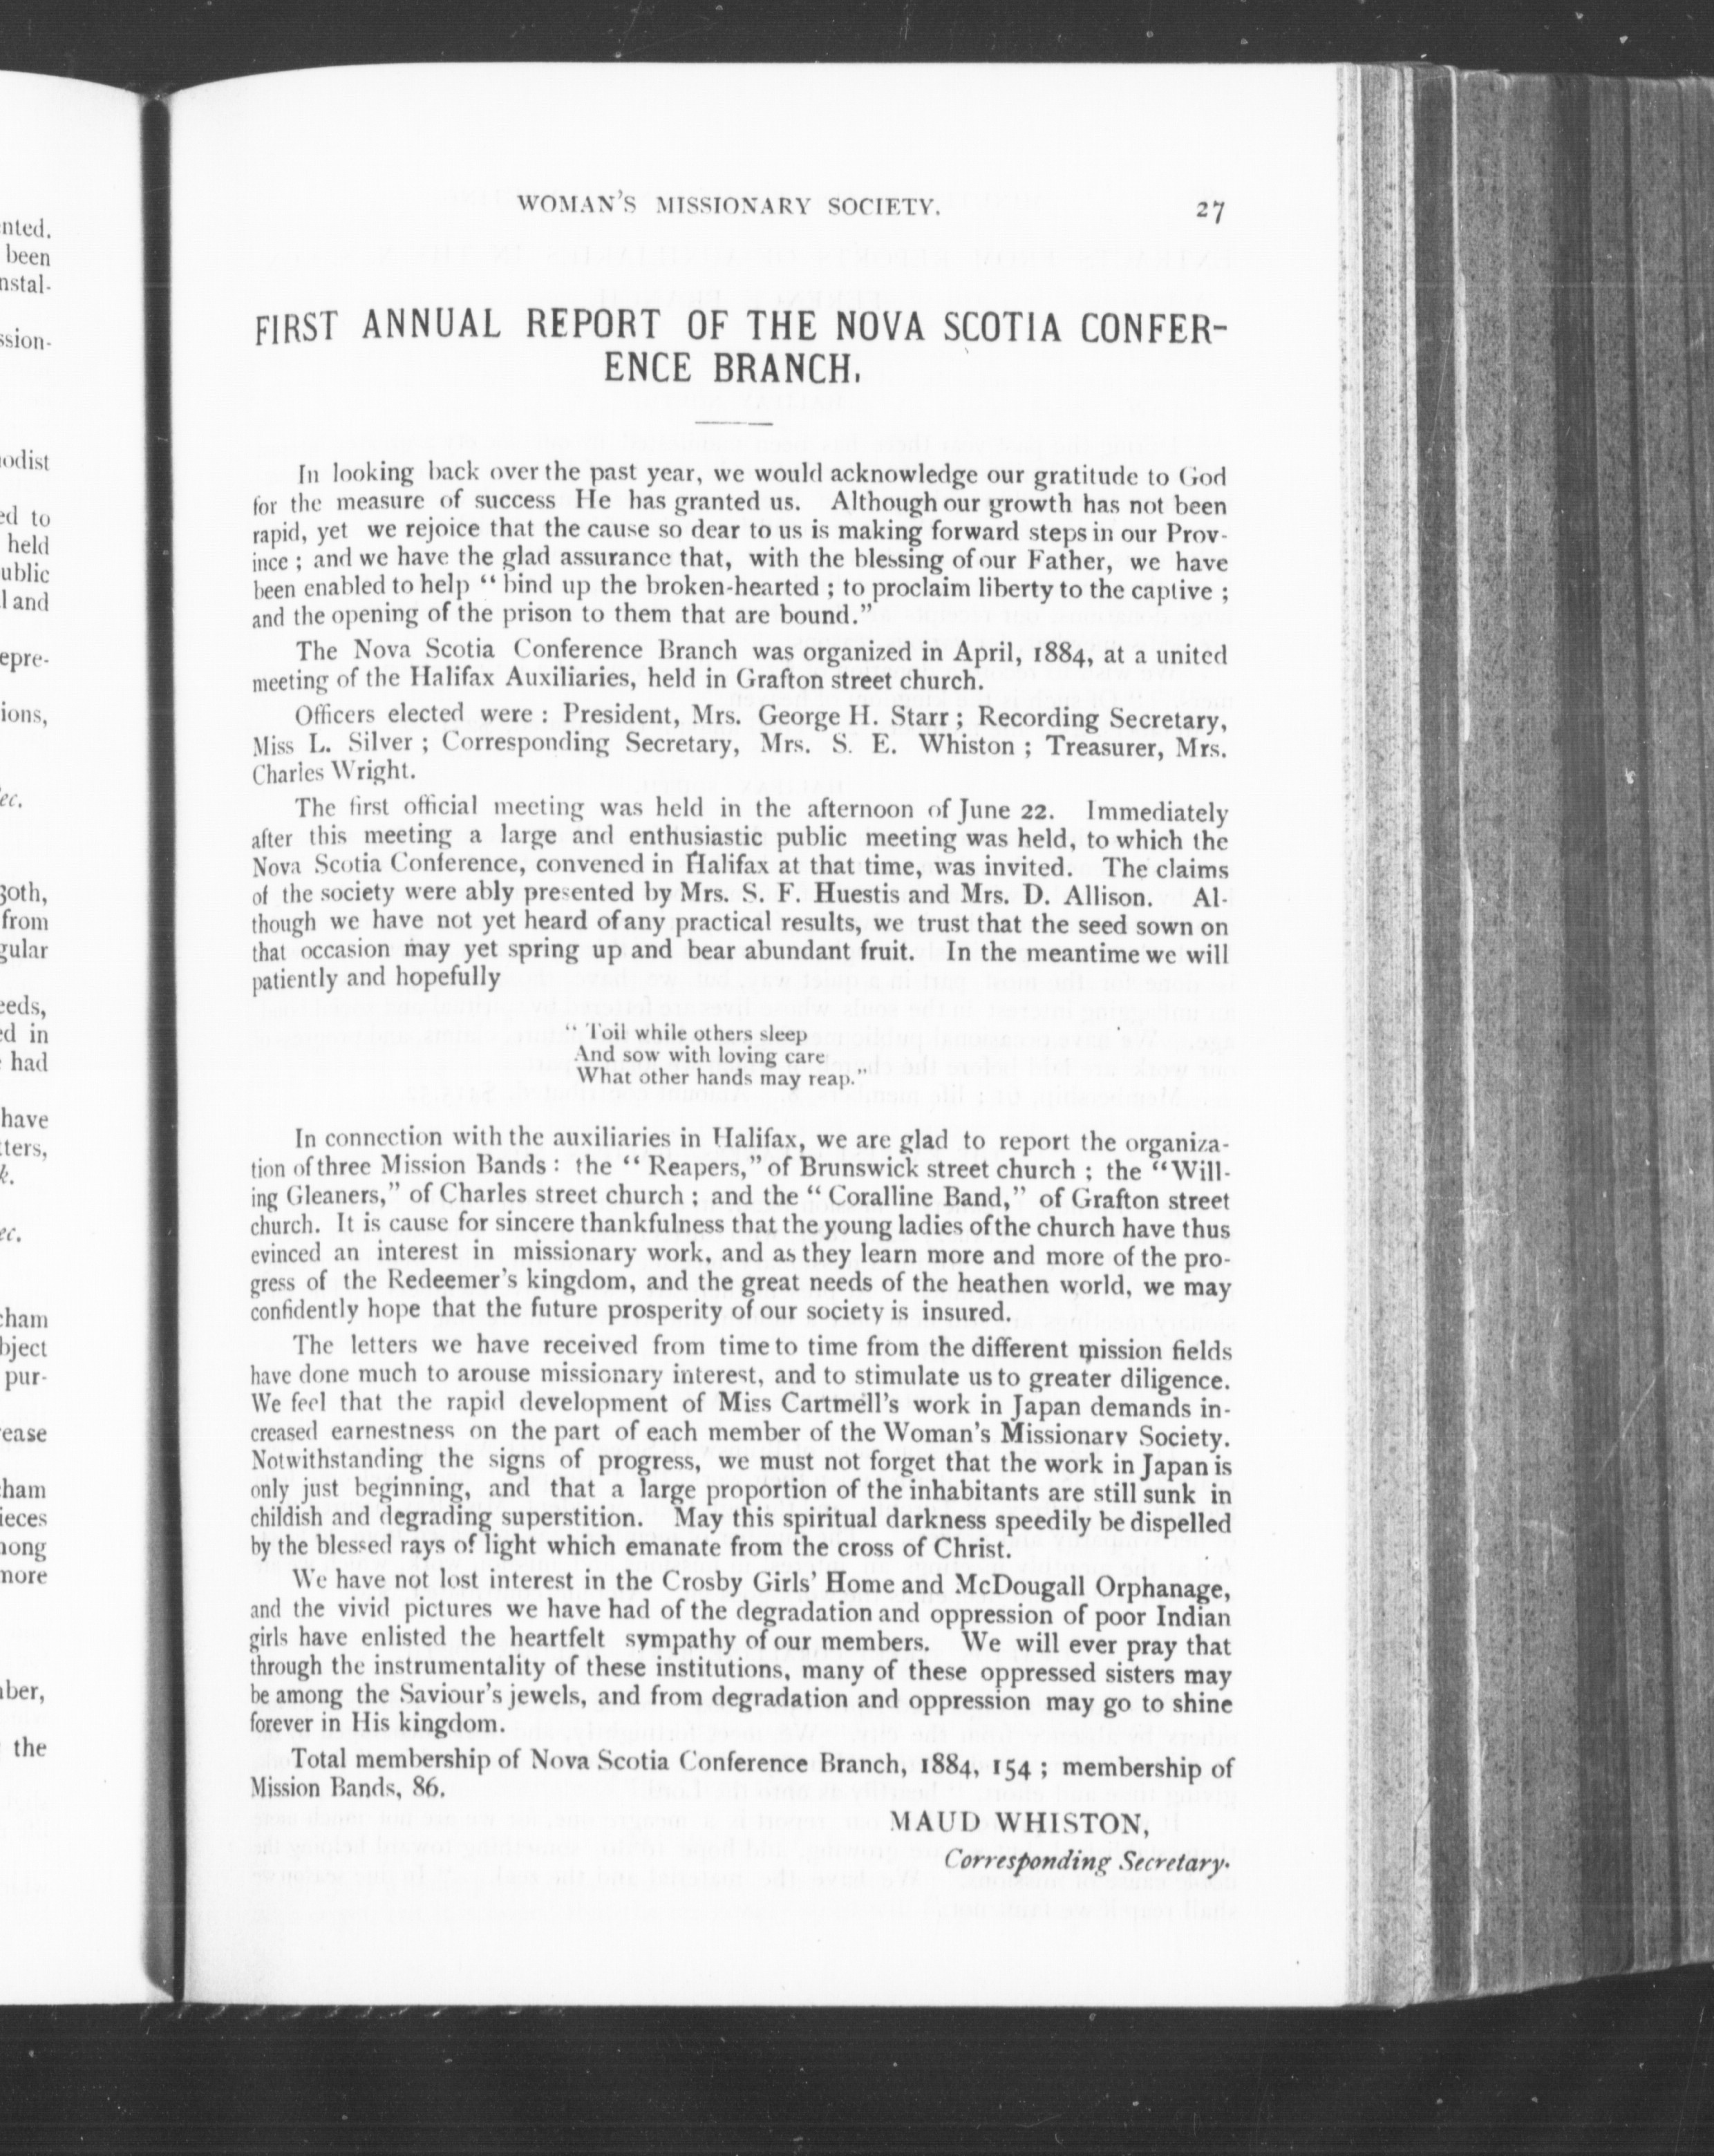 WOMAN'S MISSIONARY SOCIETY.
27
FIRST ANNUAL REPORT OF THE NOVA SCOTIA CONFER-
ENCE BRANCH.
In looking back over the past year, we would acknowledge our gratitude to God
for the measure of success He has granted us. Although our growth has not been
rapid, yet we rejoice that the cause so dear to us is making forward steps in our Prov-
ince ; and we have the glad assurance that, with the blessing of our Father, we have
been enabled to help " bind up the broken-hearted ; to proclaim liberty to the captive ;
and the opening of the prison to them that are bound."
The Nova Scotia Conference Branch was organized in April, 1884, at a united
meeting of the Halifax Auxiliaries, held in Grafton street church.
Officers elected were : President, Mrs. George H. Starr ; Recording Secretary,
Miss L. Silver ; Corresponding Secretary, Mrs. S. E. Whiston ; Treasurer, Mrs.
Charles Wright.
The first official meeting was held in the afternoon of June 22. Immediately
after this meeting a large and enthusiastic public meeting was held, to which the
Nova Scotia Conference, convened in Halifax at that time, was invited. The claims
of the society were ably presented by Mrs. S. F. Huestis and Mrs. D. Allison. Al-
though we have not yet heard of any practical results, we trust that the seed sown on
that occasion may yet spring up and bear abundant fruit. In the meantime we will
patiently and hopefully
" Toil while others sleep
And sow with loving care
What other hands may reap."
In connection with the auxiliaries in Halifax, we are glad to report the organiza-
tion of three Mission Bands : the " Reapers," of Brunswick street church ; the "Will-
ing Gleaners," of Charles street church ; and the " Coralline Band," of Grafton street
church. It is cause for sincere thankfulness that the young ladies of the church have thus
evinced an interest in missionary work, and as they learn more and more of the pro-
gress of the Redeemer's kingdom, and the great needs of the heathen world, we may
confidently hope that the future prosperity of our society is insured.
The letters we have received from time to time from the different mission fields
have done much to arouse missionary interest, and to stimulate us to greater diligence.
We feel that the rapid development of Miss Cartmell's work in Japan demands in-
creased earnestness on the part of each member of the Woman's Missionary Society.
Notwithstanding the signs of progress, we must not forget that the work in Japan is
only just beginning, and that a large proportion of the inhabitants are still sunk in
childish and degrading superstition. May this spiritual darkness speedily be dispelled
by the blessed rays of light which emanate from the cross of Christ.
We have not lost interest in the Crosby Girls' Home and McDougall Orphanage,
and the vivid pictures we have had of the degradation and oppression of poor Indian
girls have enlisted the heartfelt sympathy of our members. We will ever pray that
through the instrumentality of these institutions, many of these oppressed sisters may
be among the Saviour's jewels, and from degradation and oppression may go to shine
forever in His kingdom.
Total membership of Nova Scotia Conference Branch, 1884, 154 ; membership of
Mission Bands, 86.
MAUD WHISTON,
Corresponding Secretary.